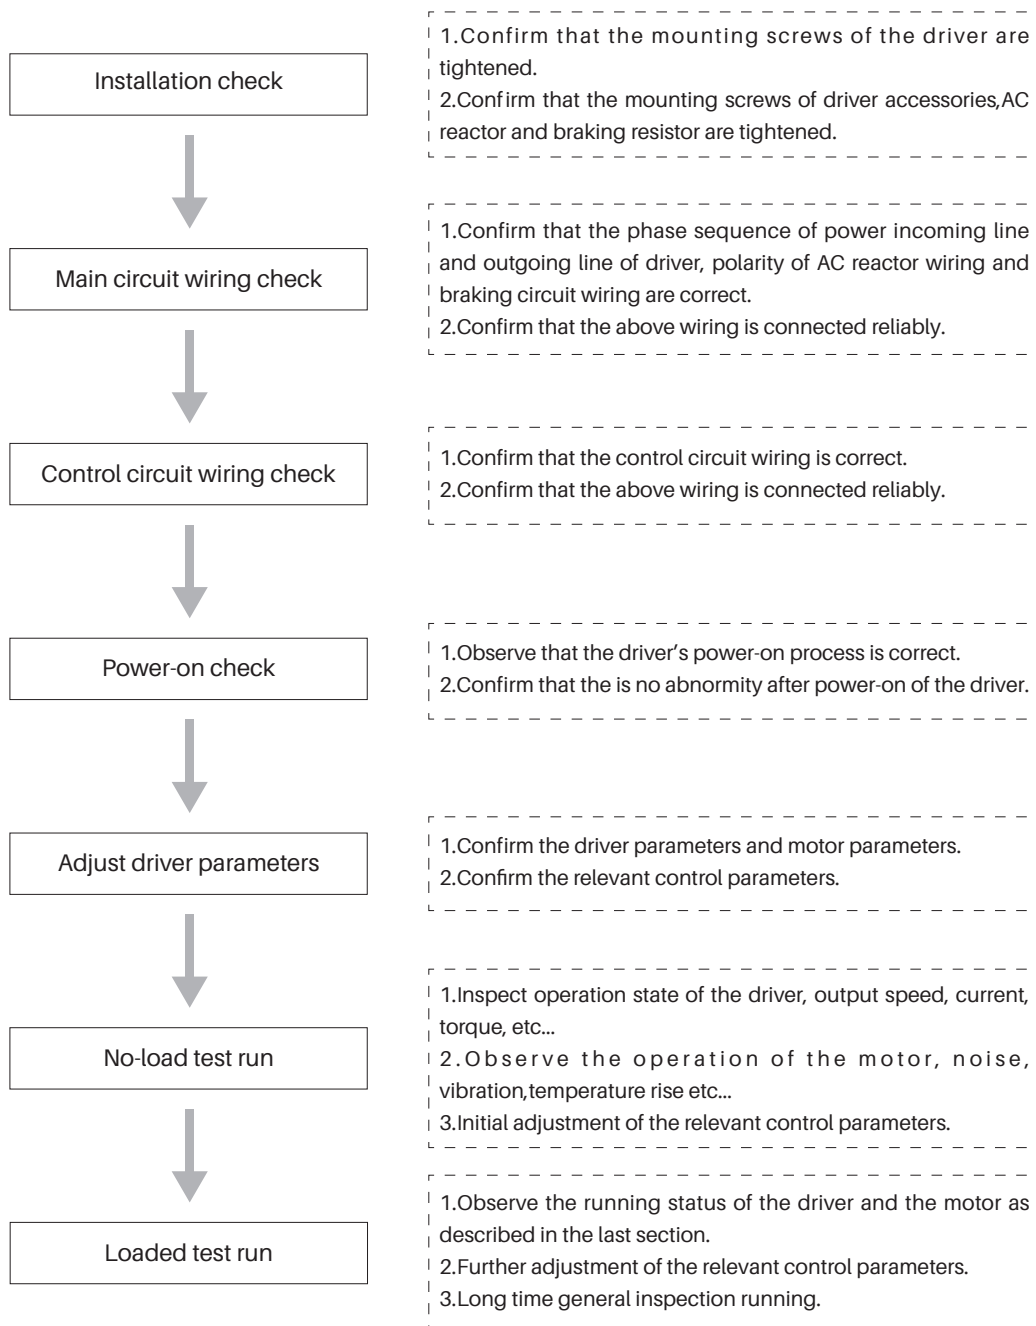 Installation check
1.Confirm that the mounting screws of the driver are
tightened.
2.Confirm that the mounting screws of driver accessories,AC
reactor and braking resistor are tightened.
Main circuit wiring check
1.Confirm that the phase sequence of power incoming line
and outgoing line of driver, polarity of AC reactor wiring and
braking circuit wiring are correct.
2.Confirm that the above wiring is connected reliably.
Control circuit wiring check
1.Confirm that the control circuit wiring is correct.
2.Confirm that the above wiring is connected reliably.
Power-on check
1.Observe that the driver’s power-on process is correct.
2.Confirm that the is no abnormity after power-on of the driver.
Adjust driver parameters
1.Confirm the driver parameters and motor parameters.
2.Confirm the relevant control parameters.
No-load test run
1.Inspect operation state of the driver, output speed, current,
torque, etc...
2.Observe the operation of the motor, noise,
vibration,temperature rise etc...
3.Initial adjustment of the relevant control parameters.
Loaded test run
1.Observe the running status of the driver and the motor as
described in the last section.
2.Further adjustment of the relevant control parameters.
3.Long time general inspection running.